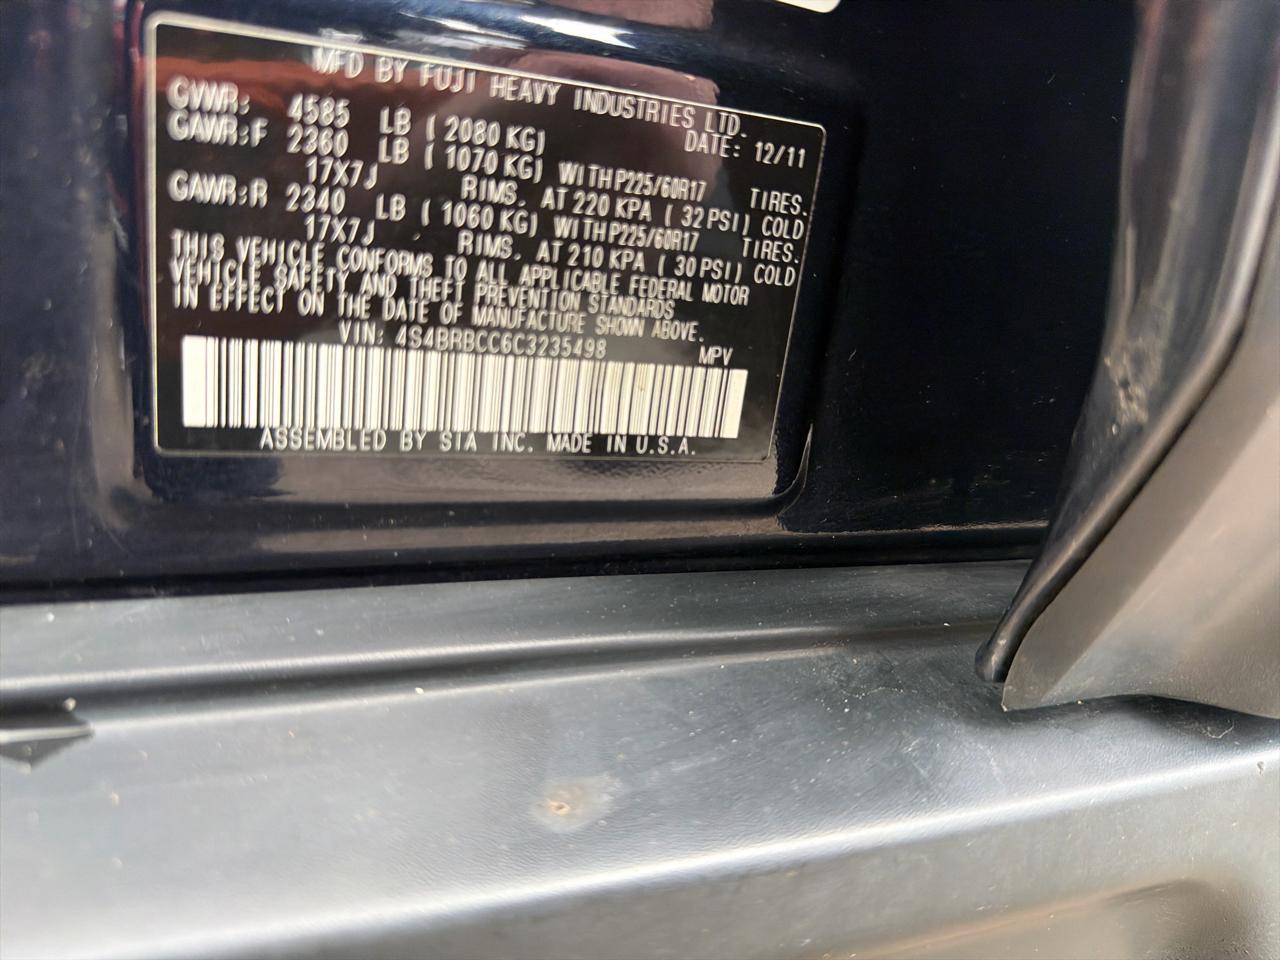 MFD BY FUJI HEAVY INDUSTRIES LTD.
GVWR: 4585 LB ( 2080 KG) DATE: 12/11
GAWR:F 2360 LB ( 1070 KG) WITH P225/60R17 TIRES.
17X7J RIMS. AT 220 KPA ( 32 PSI) COLD
GAWR:R 2340 LB ( 1060 KG) WITH P225/60R17 TIRES.
17X7J RIMS. AT 210 KPA ( 30 PSI) COLD
THIS VEHICLE CONFORMS TO ALL APPLICABLE FEDERAL MOTOR
VEHICLE SAFETY AND THEFT PREVENTION STANDARDS
IN EFFECT ON THE DATE OF MANUFACTURE SHOWN ABOVE.
VIN: 4S4BRBCC6C3235498 MPV
ASSEMBLED BY SIA INC. MADE IN U.S.A.